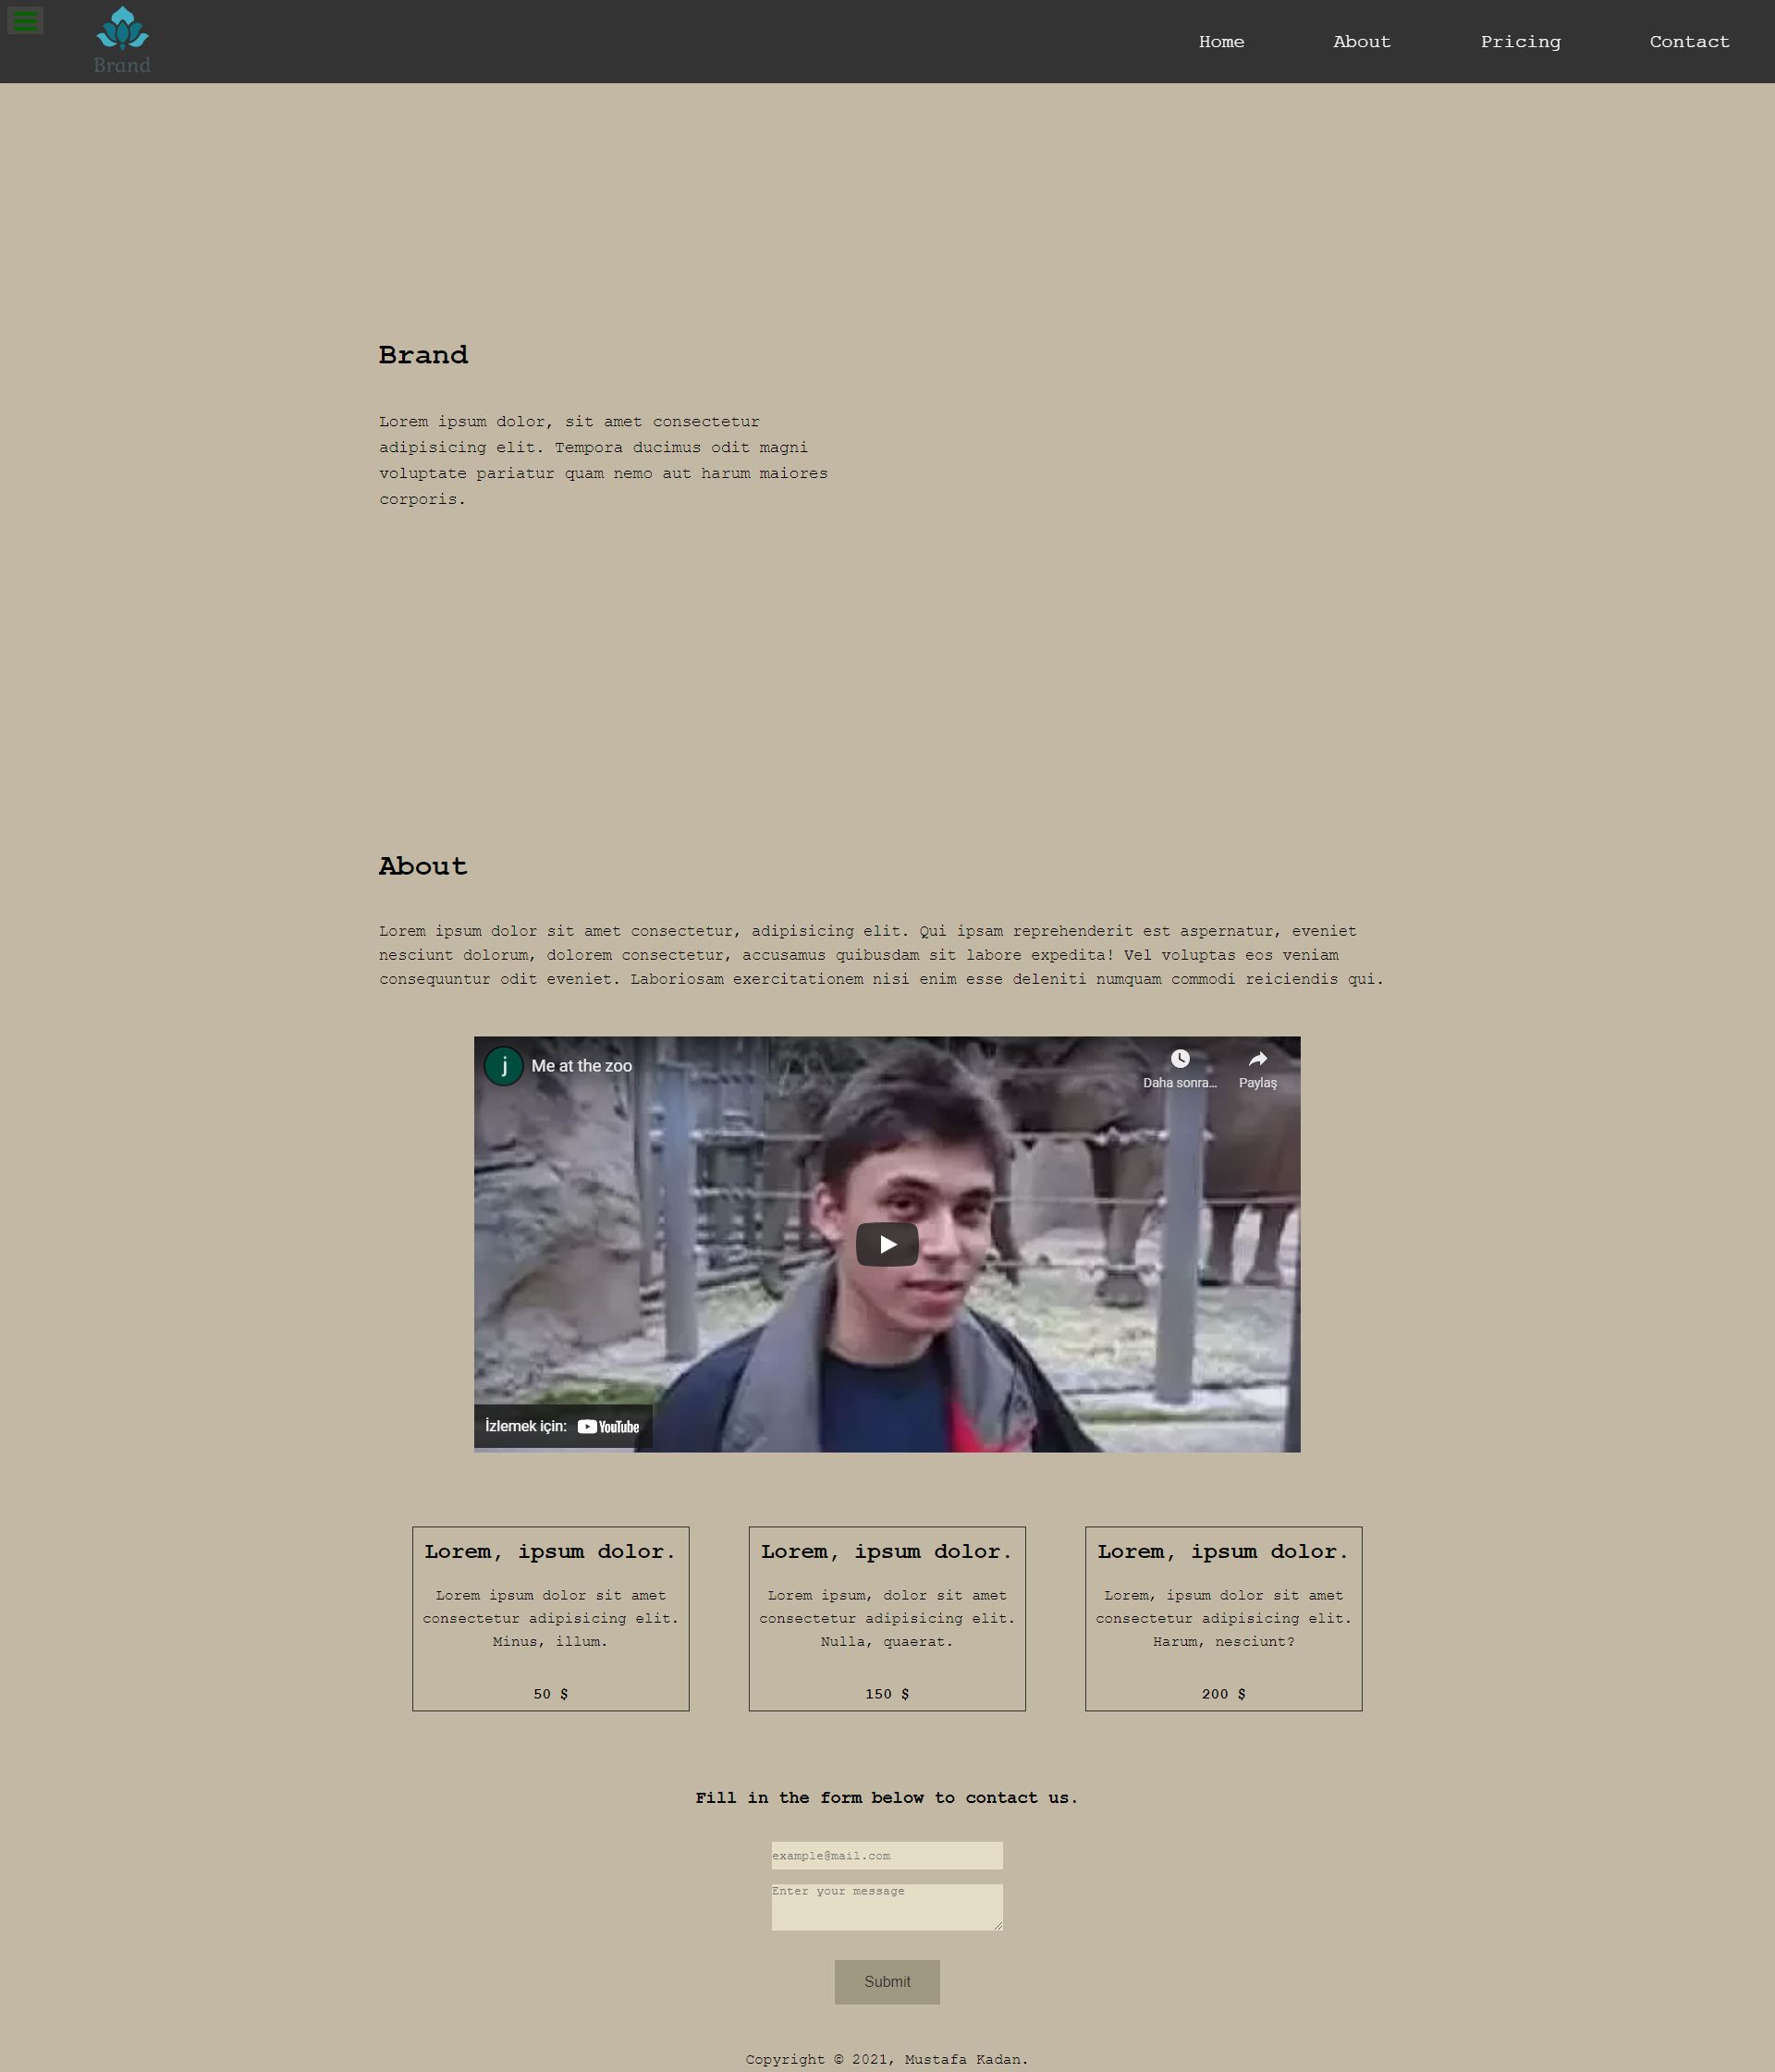 Brand
Home About Pricing Contact
Brand
Lorem ipsum dolor, sit amet consectetur
adipisicing elit. Tempora ducimus odit magni
voluptate pariatur quam nemo aut harum maiores
corporis.
About
Lorem ipsum dolor sit amet consectetur, adipisicing elit. Qui ipsam reprehenderit est aspernatur, eveniet
nesciunt dolorum, dolorem consectetur, accusamus quibusdam sit labore expedita! Vel voluptas eos veniam
consequuntur odit eveniet. Laboriosam exercitationem nisi enim esse deleniti numquam commodi reiciendis qui.
j Me at the zoo
Daha sonra... Paylaş
İzlemek için: YouTube
Lorem, ipsum dolor.
Lorem ipsum dolor sit amet
consectetur adipisicing elit.
Minus, illum.
50 $
Lorem, ipsum dolor.
Lorem ipsum, dolor sit amet
consectetur adipisicing elit.
Nulla, quaerat.
150 $
Lorem, ipsum dolor.
Lorem, ipsum dolor sit amet
consectetur adipisicing elit.
Harum, nesciunt?
200 $
Fill in the form below to contact us.
example@mail.com
Enter your message
Submit
Copyright © 2021, Mustafa Kadan.